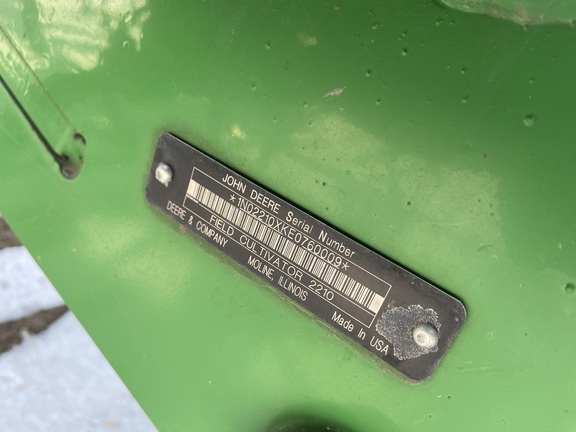 JOHN DEERE Serial Number
*1N02210XKE0760009*
FIELD CULTIVATOR 2210
DEERE & COMPANY MOLINE, ILLINOIS Made In USA